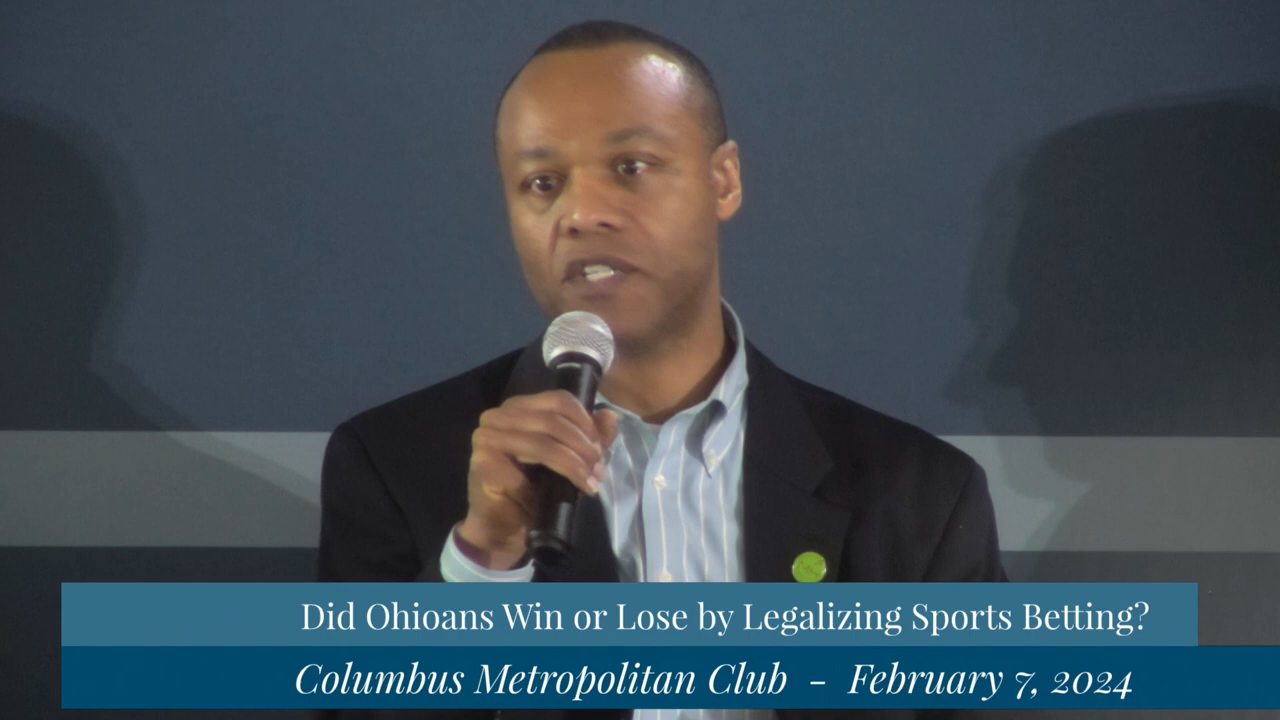 Did Ohioans Win or Lose by Legalizing Sports Betting?
Columbus Metropolitan Club - February 7, 2024